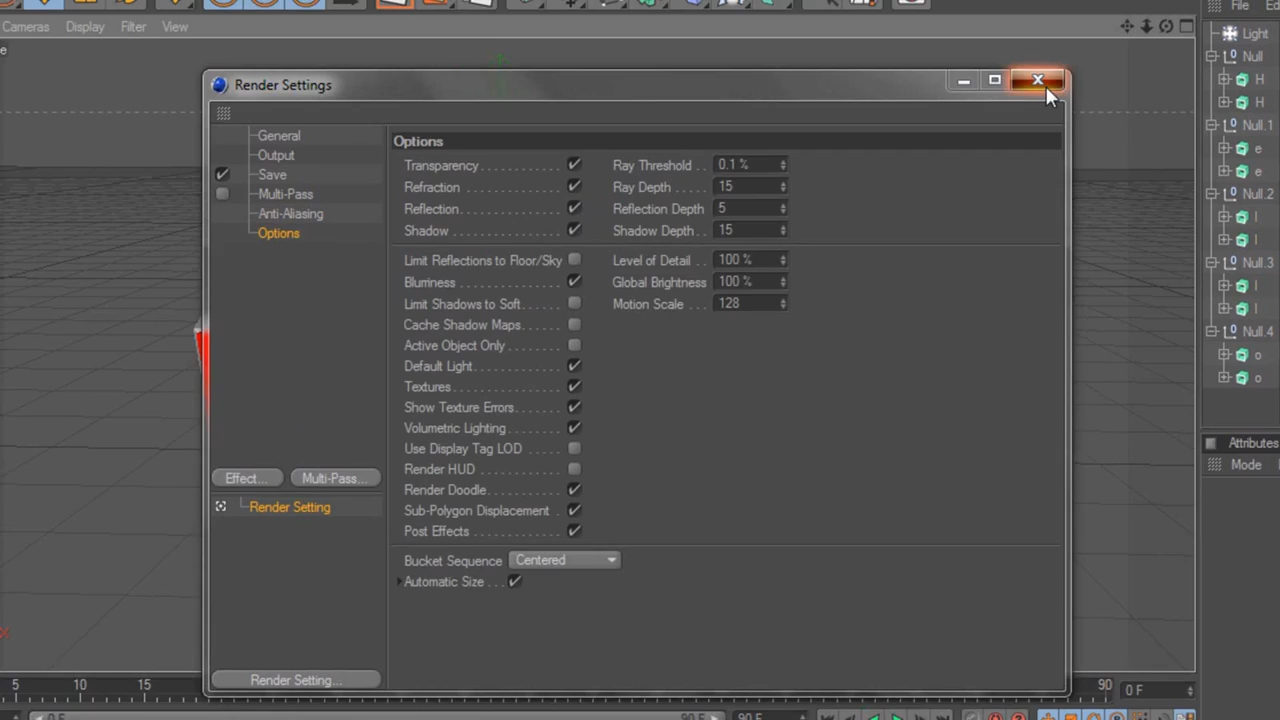 Cameras Display Filter View
File Ed
e
Render Settings
General
Output
Save
Multi-Pass
Anti-Aliasing
Options
Effect... Multi-Pass...
Render Setting
Render Setting...
Options
Transparency Ray Threshold 0.1 %
Refraction Ray Depth 15
Reflection Reflection Depth 5
Shadow Shadow Depth 15
Limit Reflections to Floor/Sky Level of Detail 100 %
Blurriness Global Brightness 100 %
Limit Shadows to Soft Motion Scale 128
Cache Shadow Maps
Active Object Only
Default Light
Textures
Show Texture Errors
Volumetric Lighting
Use Display Tag LOD
Render HUD
Render Doodle
Sub-Polygon Displacement
Post Effects
Bucket Sequence Centered
Automatic Size
Light
Null
H
H
Null.1
e
e
Null.2
l
l
Null.3
l
l
Null.4
o
o
Attributes
Mode
5 10 15 90 0 F
0 F 90 F 90 F